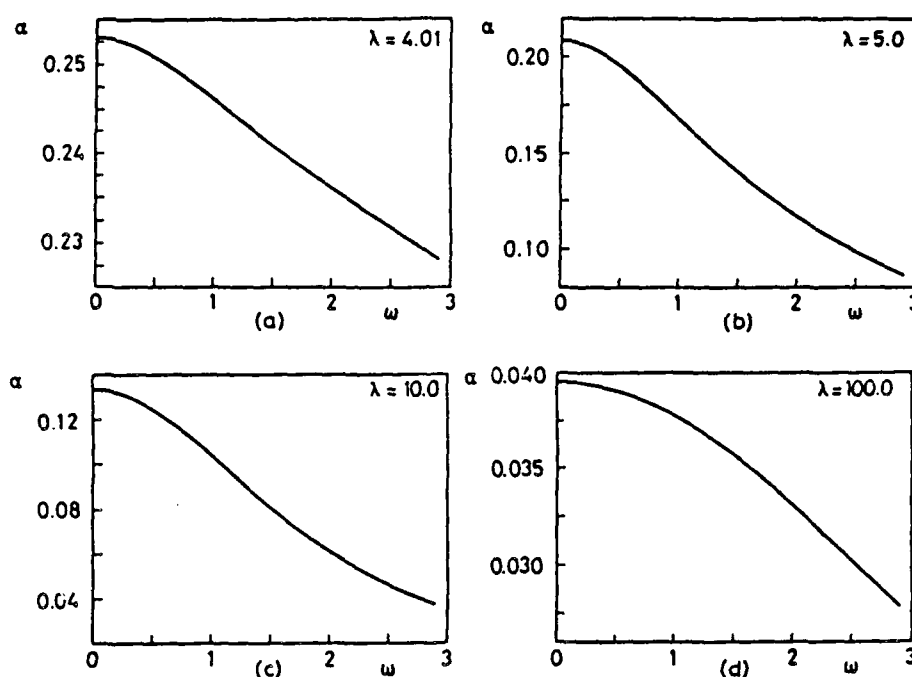 α
λ = 4.01
0.25
0.24
0.23
0 1 2 3
(a) ω
α
λ = 5.0
0.20
0.15
0.10
0 1 2 3
(b) ω
α
λ = 10.0
0.12
0.08
0.04
0 1 2 3
(c) ω
α
λ = 100.0
0.040
0.035
0.030
0 1 2 3
(d) ω